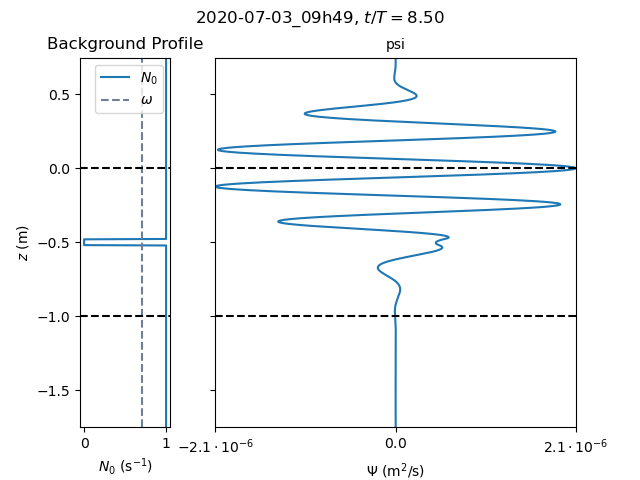 2020-07-03_09h49, t/T = 8.50
Background Profile
psi
N₀
ω
0.5
0.0
−0.5
−1.0
−1.5
z (m)
0
1
−2.1 · 10⁻⁶
0.0
2.1 · 10⁻⁶
N₀ (s⁻¹)
Ψ (m²/s)